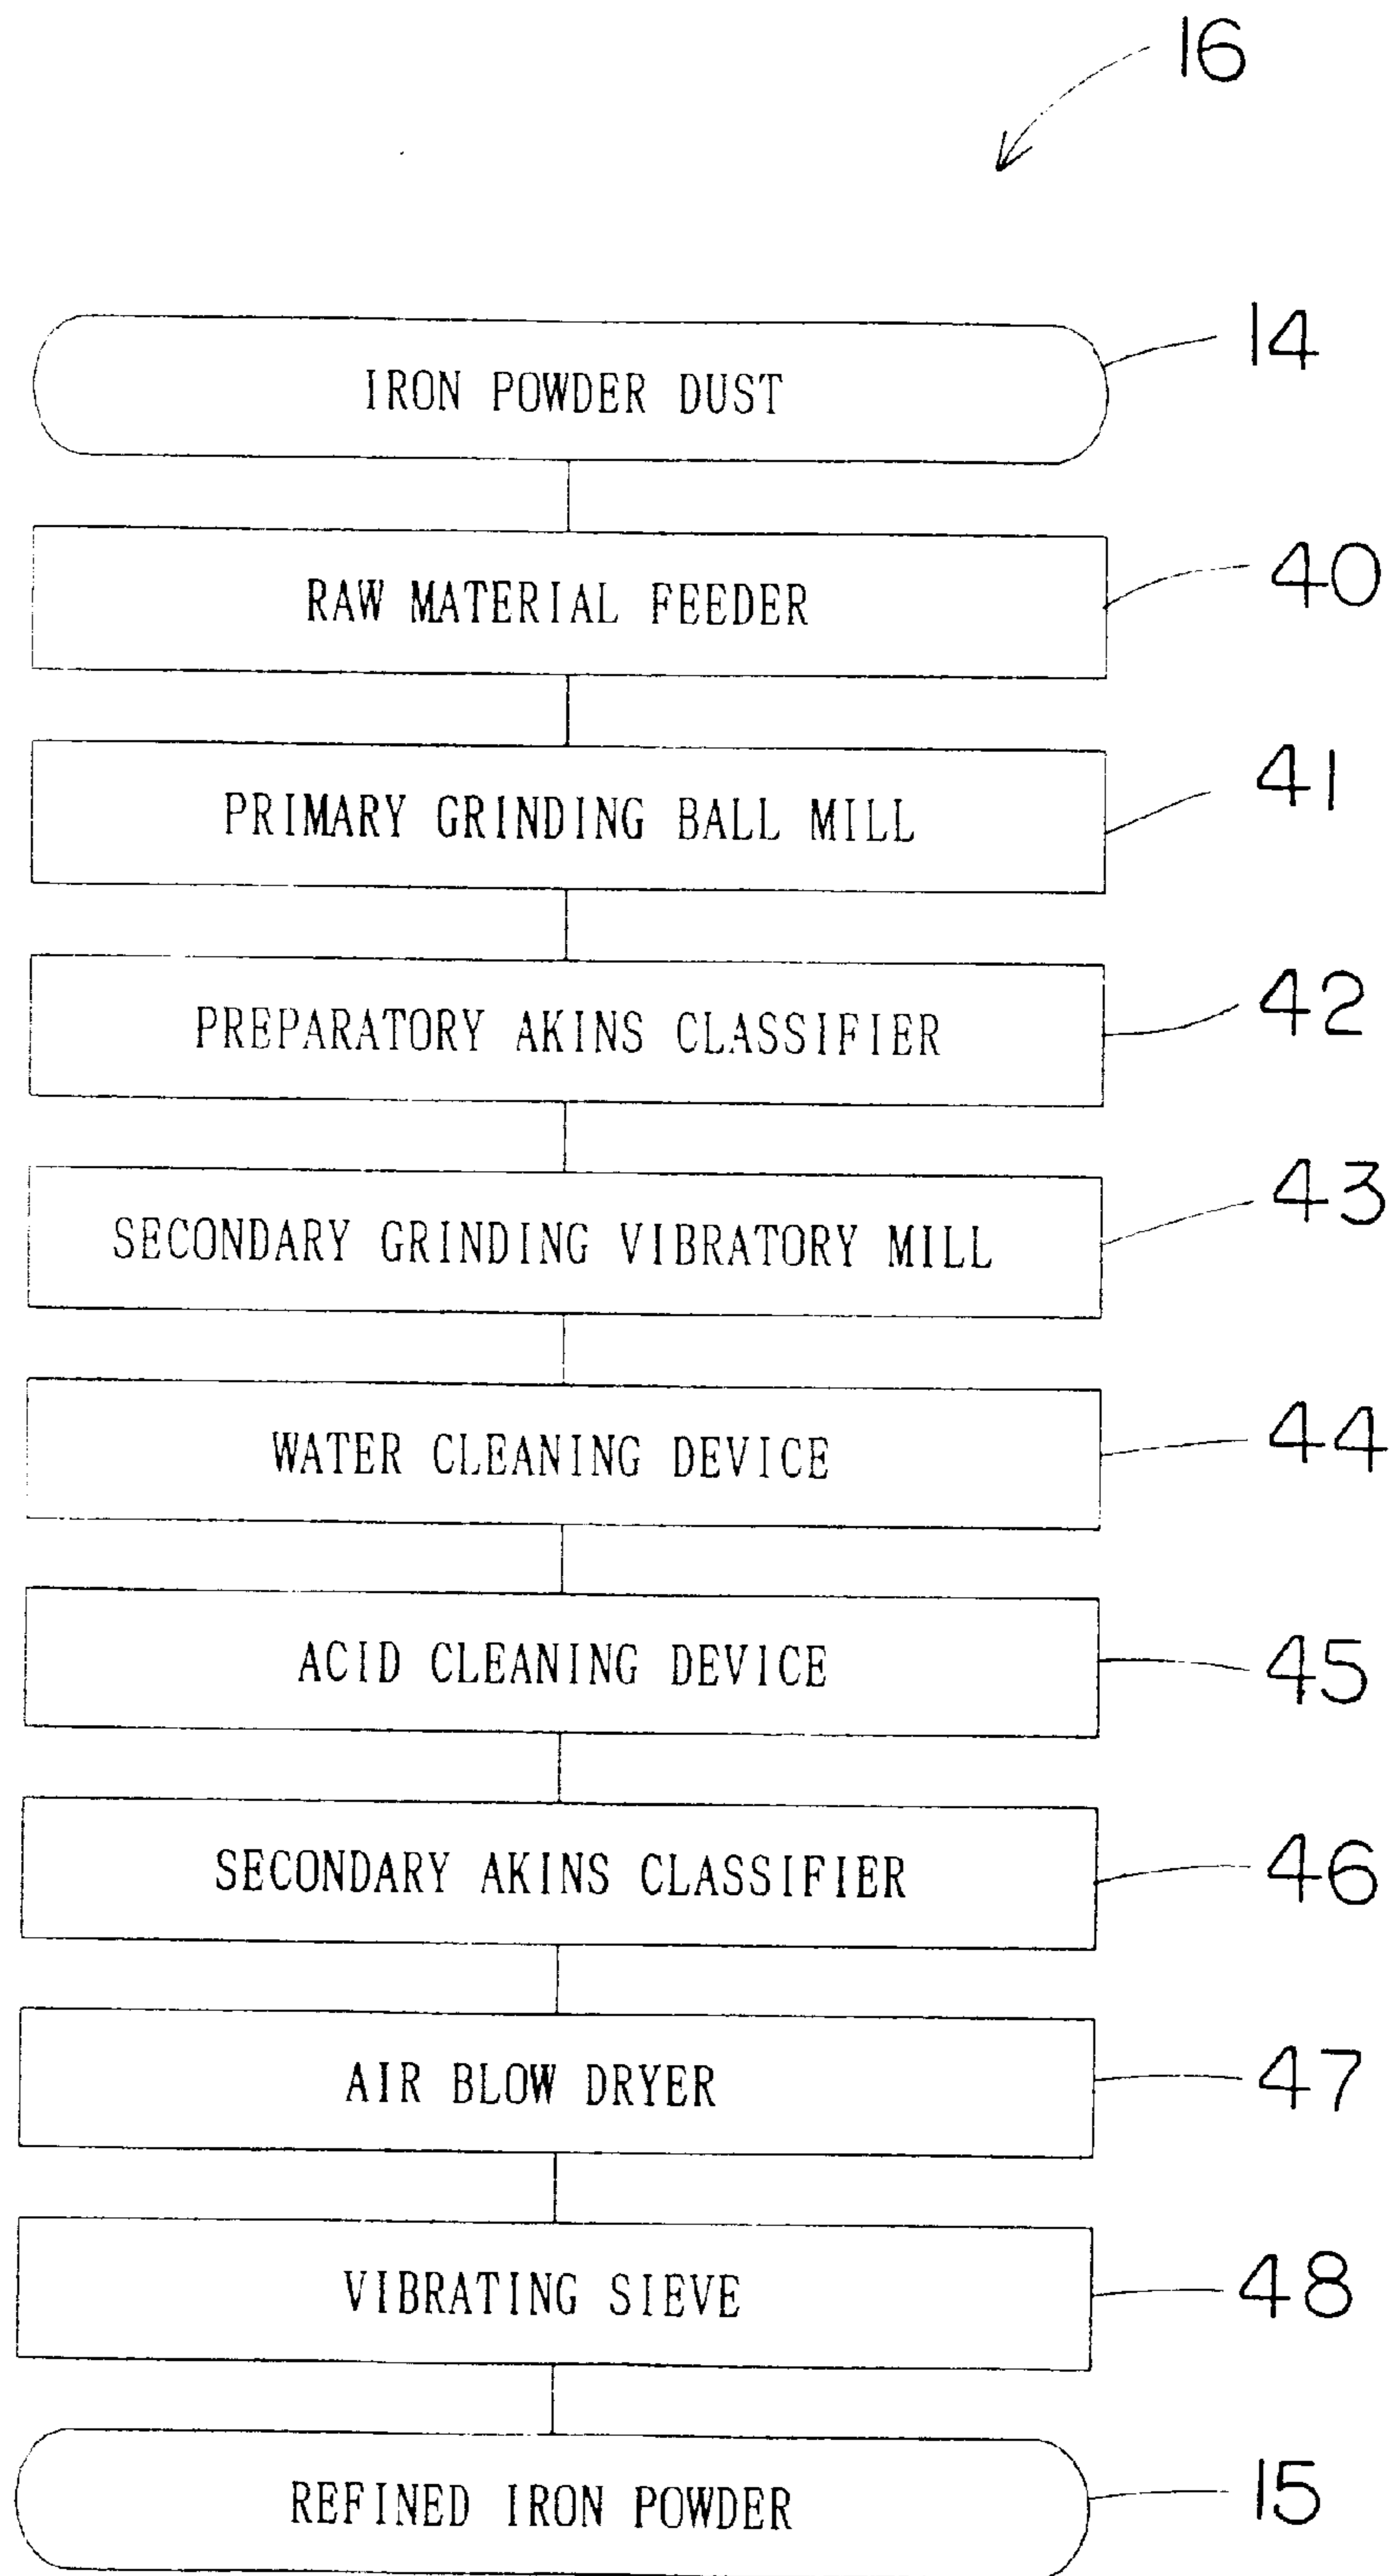 16
IRON POWDER DUST 14
RAW MATERIAL FEEDER 40
PRIMARY GRINDING BALL MILL 41
PREPARATORY AKINS CLASSIFIER 42
SECONDARY GRINDING VIBRATORY MILL 43
WATER CLEANING DEVICE 44
ACID CLEANING DEVICE 45
SECONDARY AKINS CLASSIFIER 46
AIR BLOW DRYER 47
VIBRATING SIEVE 48
REFINED IRON POWDER 15